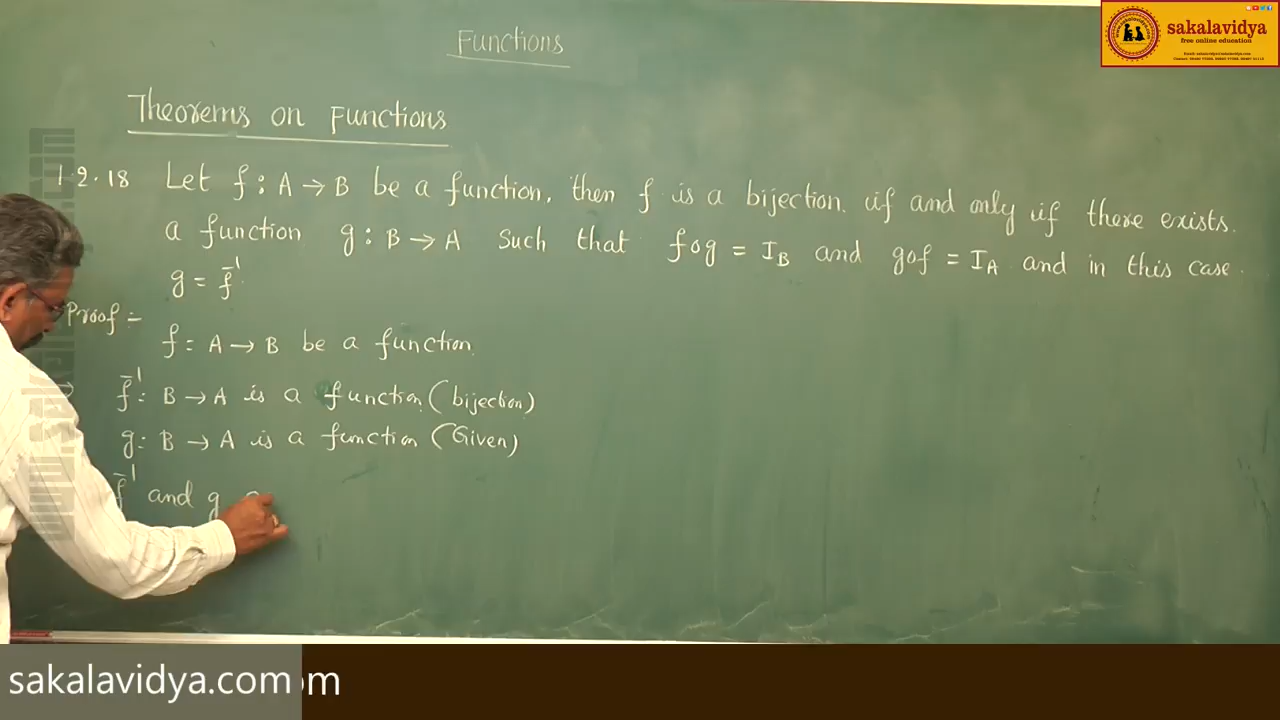 Functions
sakalavidya
free online education
Theorems on Functions
1.2.18 Let f : A → B be a function, then f is a bijection if and only if there exists.
a function g : B → A Such that fog = I_B and gof = I_A and in this case.
g = f⁻¹
Proof :-
f : A → B be a function.
f⁻¹ : B → A is a function (bijection)
g : B → A is a function (Given)
f⁻¹ and g
sakalavidya.com